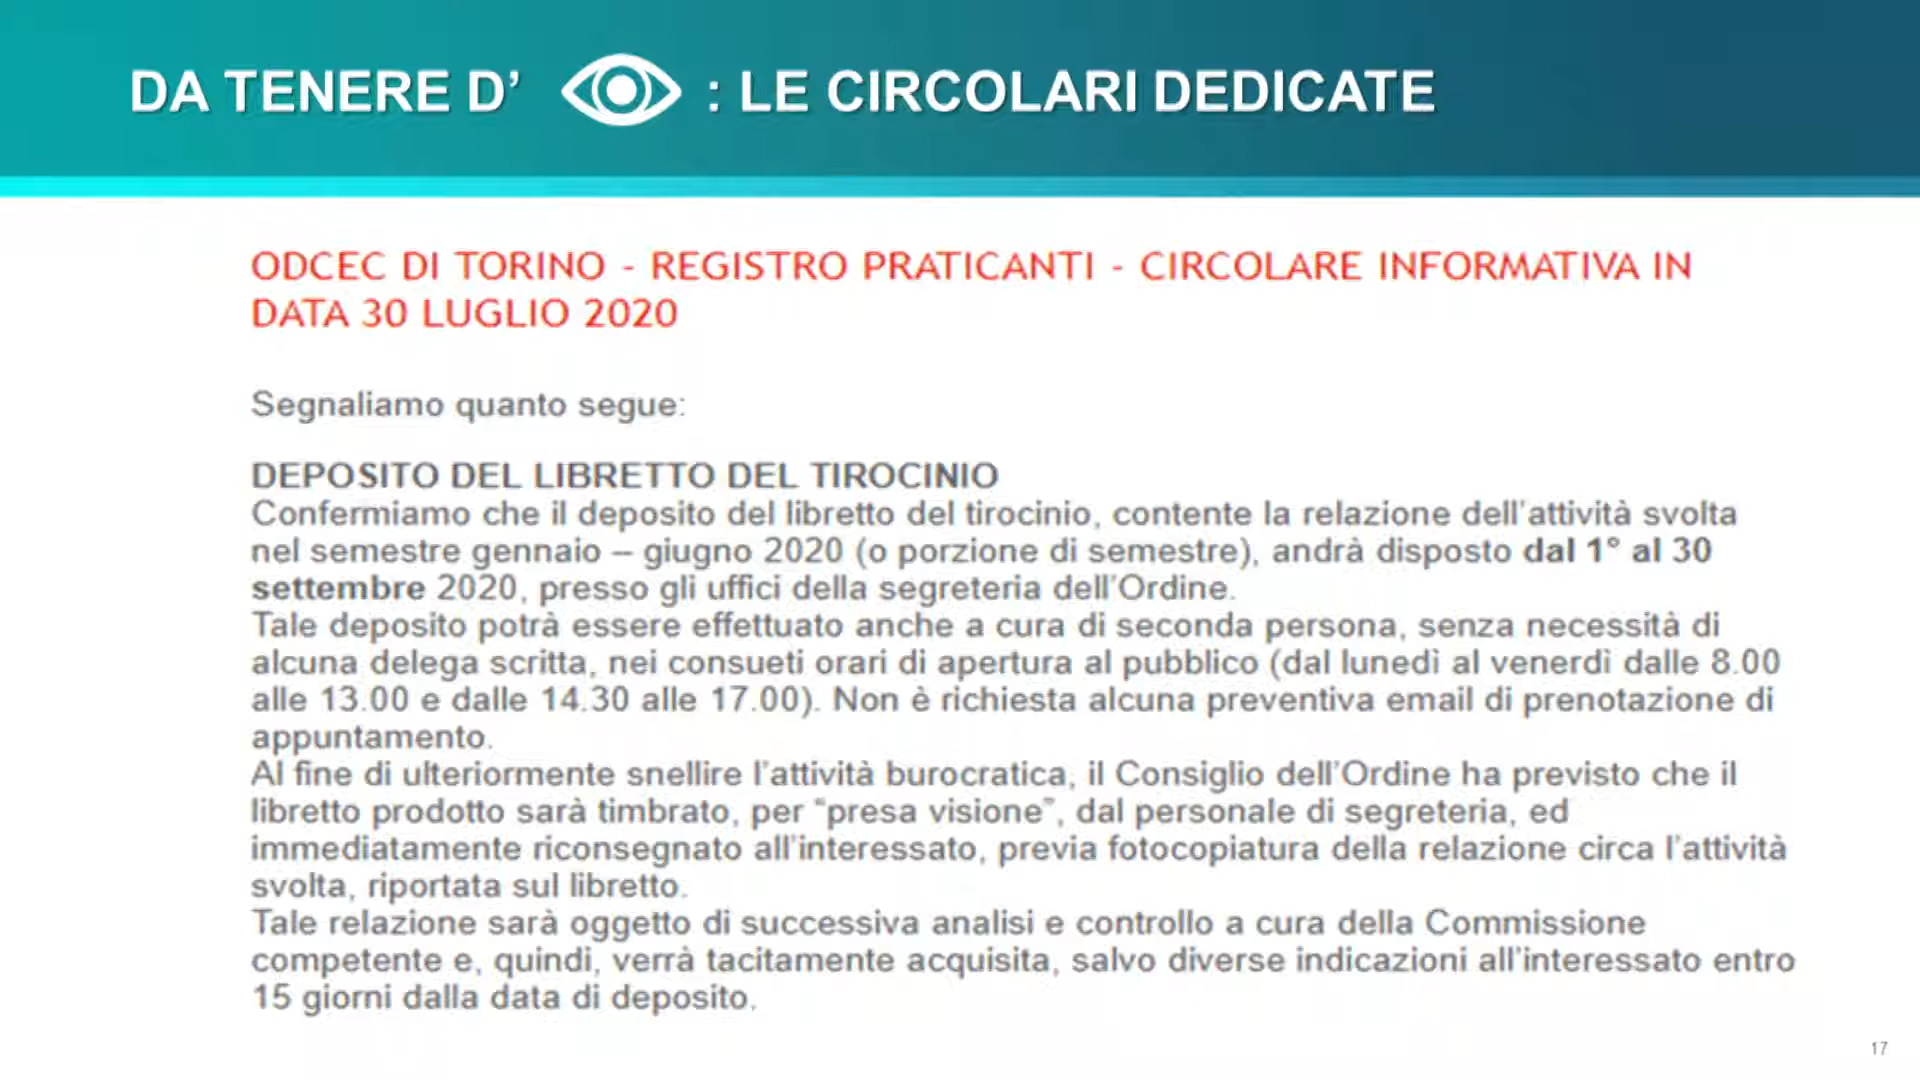 DA TENERE D' : LE CIRCOLARI DEDICATE
ODCEC DI TORINO - REGISTRO PRATICANTI - CIRCOLARE INFORMATIVA IN
DATA 30 LUGLIO 2020
Segnaliamo quanto segue:
DEPOSITO DEL LIBRETTO DEL TIROCINIO
Confermiamo che il deposito del libretto del tirocinio, contente la relazione dell'attività svolta
nel semestre gennaio – giugno 2020 (o porzione di semestre), andrà disposto dal 1° al 30
settembre 2020, presso gli uffici della segreteria dell'Ordine.
Tale deposito potrà essere effettuato anche a cura di seconda persona, senza necessità di
alcuna delega scritta, nei consueti orari di apertura al pubblico (dal lunedì al venerdì dalle 8.00
alle 13.00 e dalle 14.30 alle 17.00). Non è richiesta alcuna preventiva email di prenotazione di
appuntamento.
Al fine di ulteriormente snellire l'attività burocratica, il Consiglio dell'Ordine ha previsto che il
libretto prodotto sarà timbrato, per “presa visione”, dal personale di segreteria, ed
immediatamente riconsegnato all'interessato, previa fotocopiatura della relazione circa l'attività
svolta, riportata sul libretto.
Tale relazione sarà oggetto di successiva analisi e controllo a cura della Commissione
competente e, quindi, verrà tacitamente acquisita, salvo diverse indicazioni all'interessato entro
15 giorni dalla data di deposito.
17